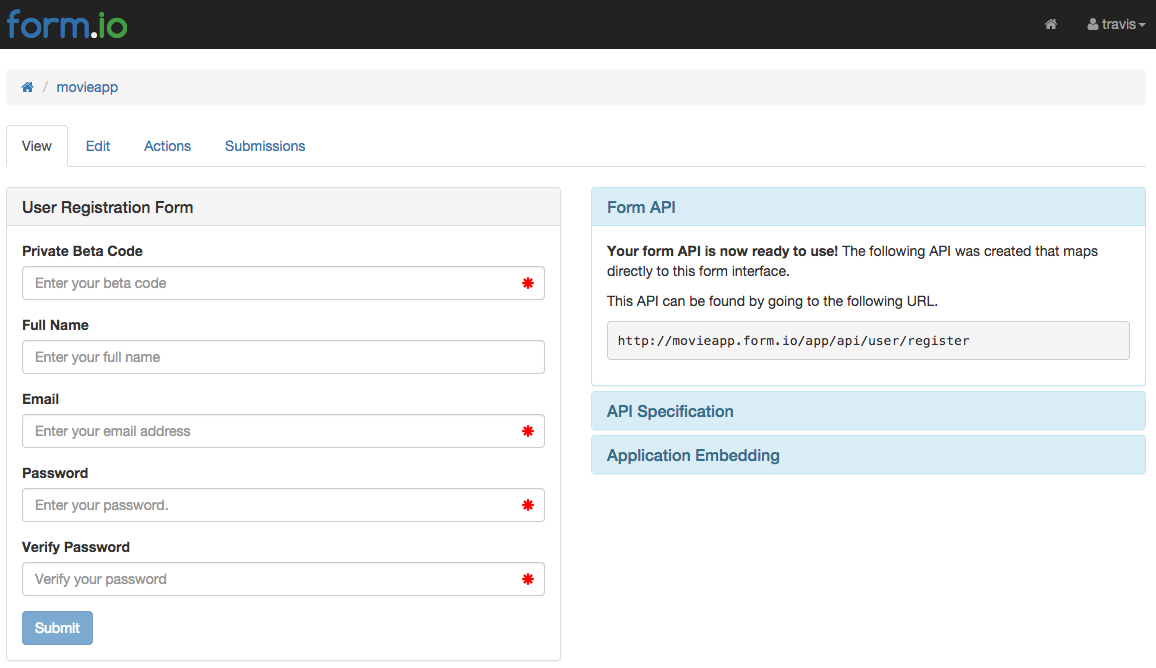 form.io
travis
/ movieapp
View Edit Actions Submissions
User Registration Form
Private Beta Code
Enter your beta code *
Full Name
Enter your full name
Email
Enter your email address *
Password
Enter your password. *
Verify Password
Verify your password *
Submit
Form API
Your form API is now ready to use! The following API was created that maps
directly to this form interface.
This API can be found by going to the following URL.
http://movieapp.form.io/app/api/user/register
API Specification
Application Embedding